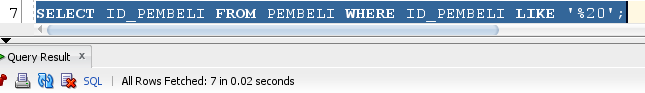 7 SELECT ID_PEMBELI FROM PEMBELI WHERE ID_PEMBELI LIKE '%20';
Query Result x
SQL | All Rows Fetched: 7 in 0.02 seconds